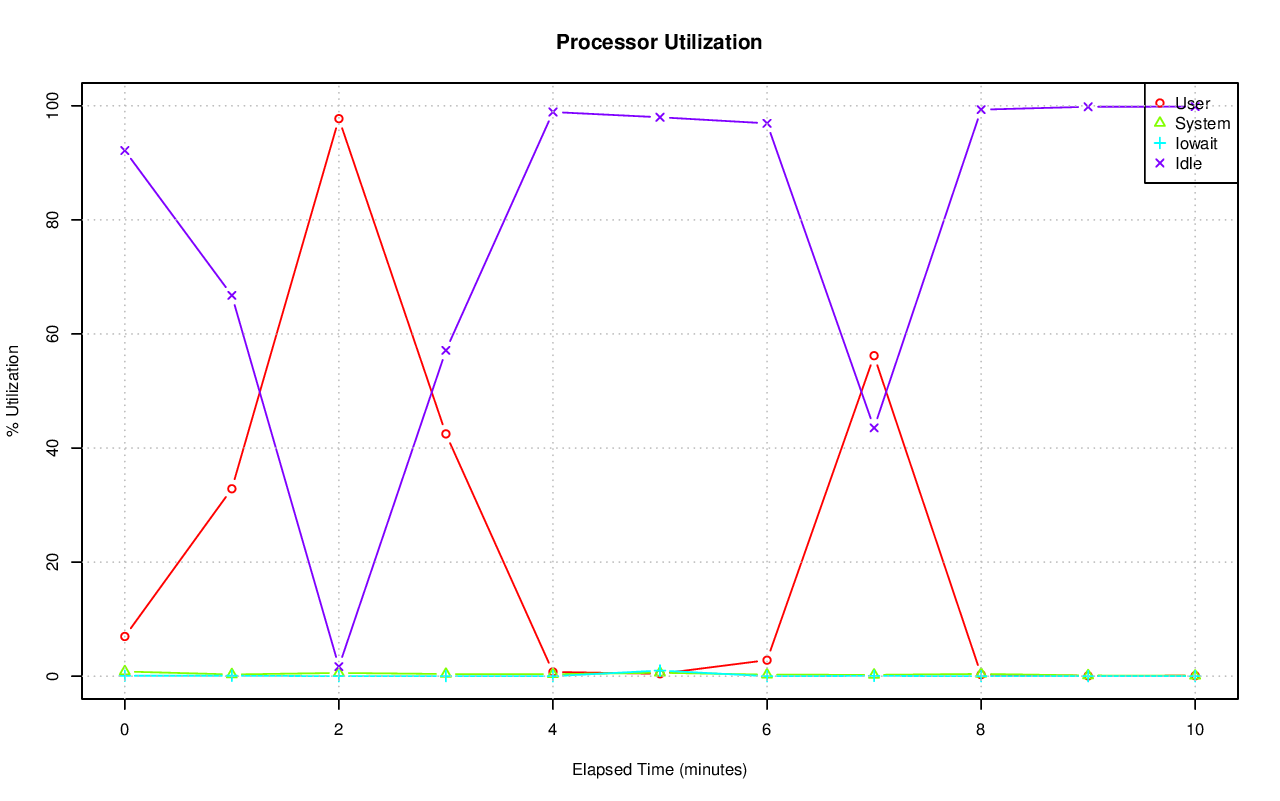 Processor Utilization
100
80
60
40
20
0
% Utilization
User
System
Iowait
Idle
0 2 4 6 8 10
Elapsed Time (minutes)